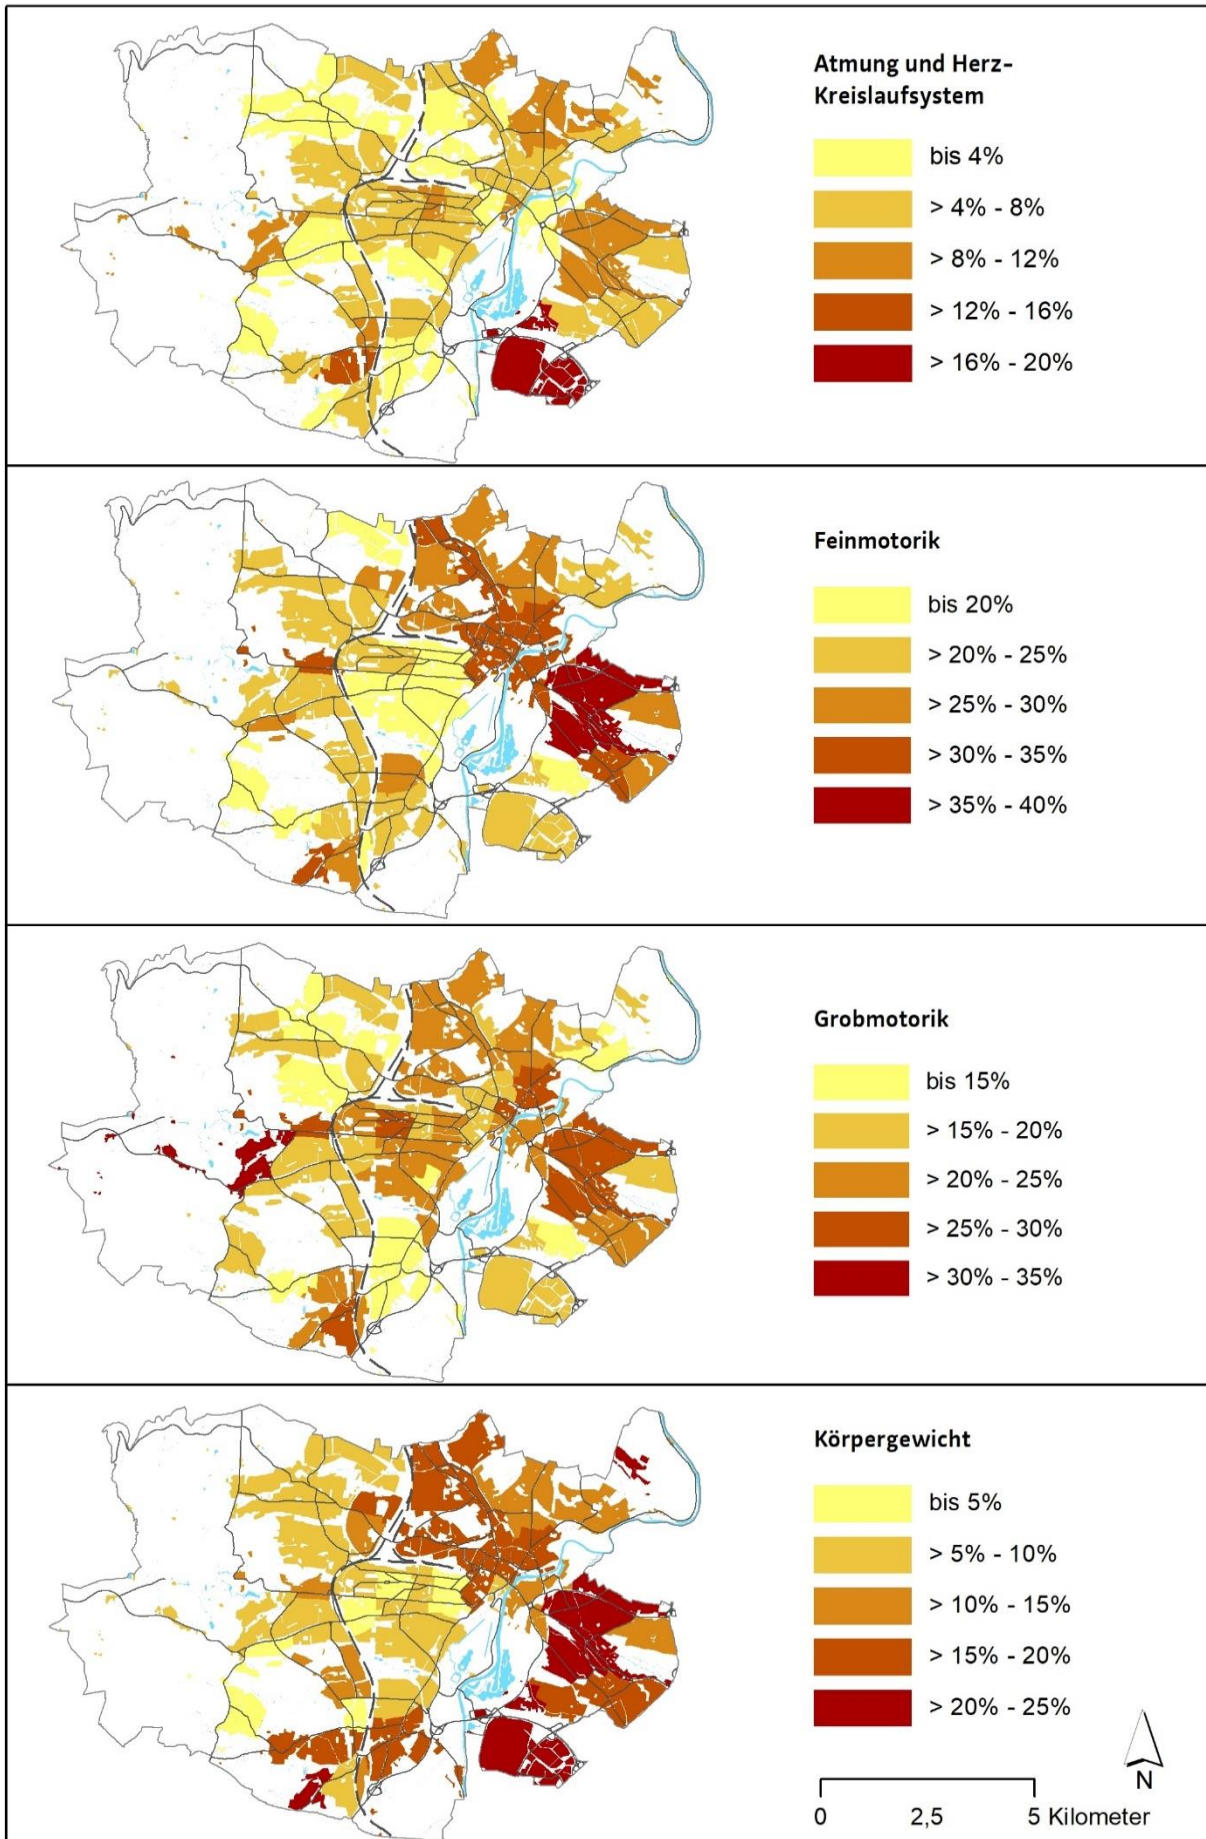 Atmung und Herz-
Kreislaufsystem
bis 4%
> 4% - 8%
> 8% - 12%
> 12% - 16%
> 16% - 20%
Feinmotorik
bis 20%
> 20% - 25%
> 25% - 30%
> 30% - 35%
> 35% - 40%
Grobmotorik
bis 15%
> 15% - 20%
> 20% - 25%
> 25% - 30%
> 30% - 35%
Körpergewicht
bis 5%
> 5% - 10%
> 10% - 15%
> 15% - 20%
> 20% - 25%
N
0 2,5 5 Kilometer